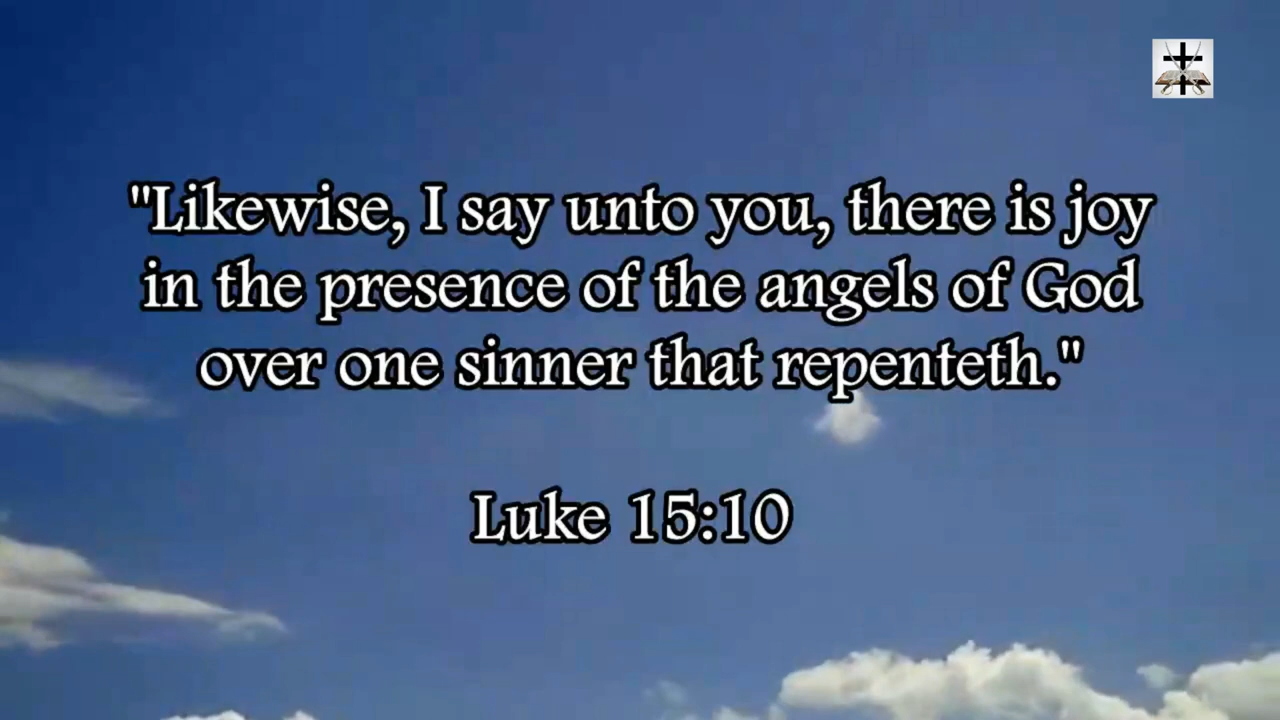 "Likewise, I say unto you, there is joy
in the presence of the angels of God
over one sinner that repenteth."
Luke 15:10